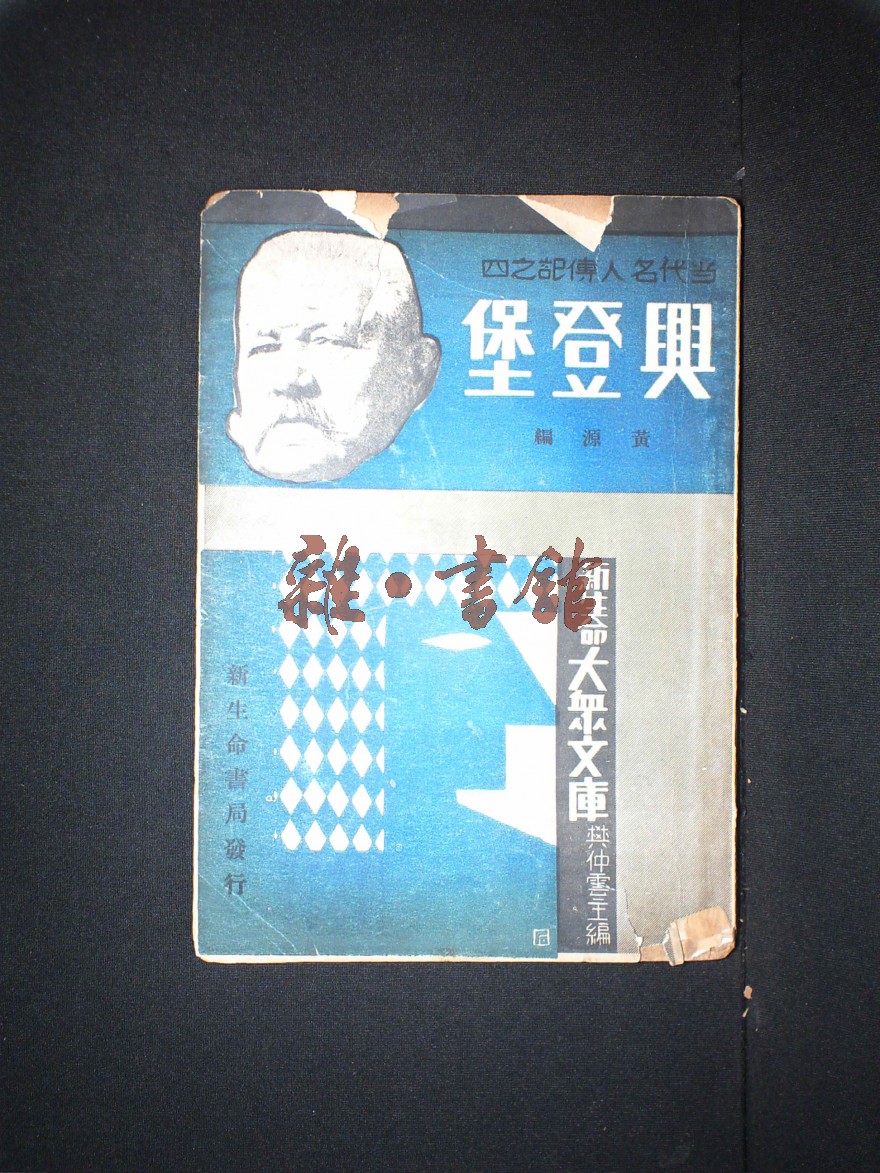 当代名人傳記之四
興登堡
黃源編
雜·書館
新生命大眾文庫
樊仲雲主編
新生命書局發行